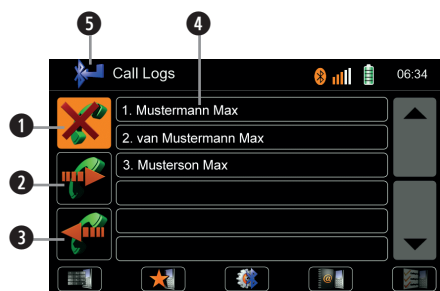 5
4
Call Logs
06:34
1
1. Mustermann Max
2. van Mustermann Max
2
3. Musterson Max
3
@